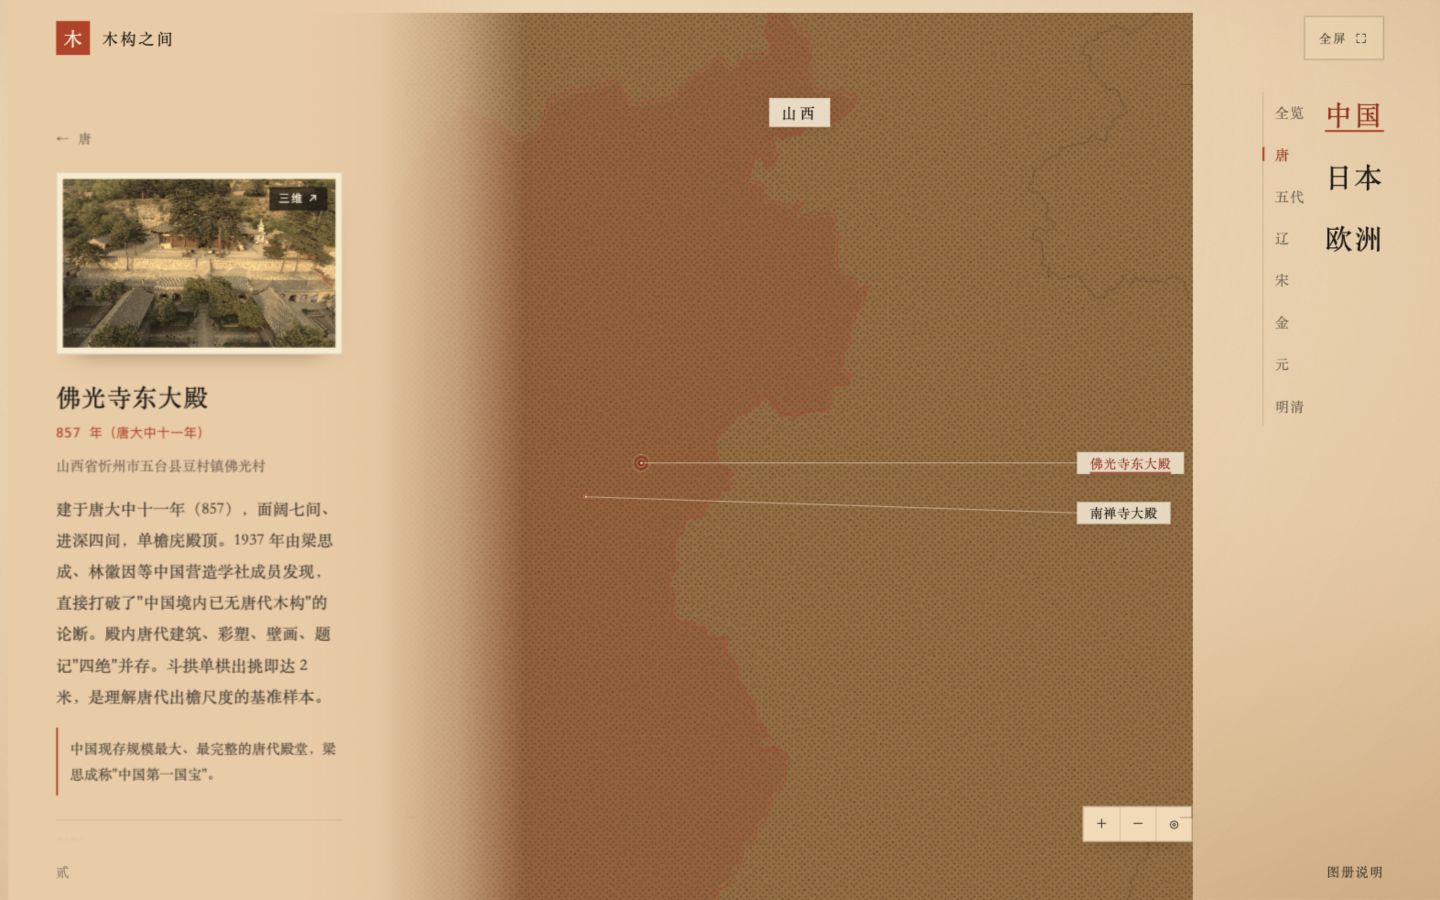 木 木构之间
全屏
← 唐
三维 ↗
佛光寺东大殿
857 年（唐大中十一年）
山西省忻州市五台县豆村镇佛光村
建于唐大中十一年（857），面阔七间、
进深四间，单檐庑殿顶。1937 年由梁思
成、林徽因等中国营造学社成员发现，
直接打破了"中国境内已无唐代木构"的
论断。殿内唐代建筑、彩塑、壁画、题
记"四绝"并存。斗拱单栱出挑即达 2
米，是理解唐代出檐尺度的基准样本。
中国现存规模最大、最完整的唐代殿堂，梁
思成称"中国第一国宝"。
贰
山西
佛光寺东大殿
南禅寺大殿
+ − ◎
全览
唐
五代
辽
宋
金
元
明清
中国
日本
欧洲
图册说明